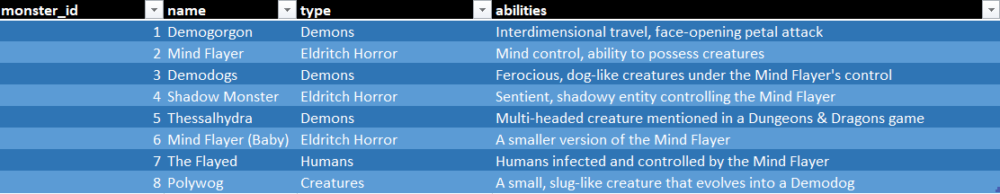 monster_id name type abilities
1 Demogorgon Demons Interdimensional travel, face-opening petal attack
2 Mind Flayer Eldritch Horror Mind control, ability to possess creatures
3 Demodogs Demons Ferocious, dog-like creatures under the Mind Flayer's control
4 Shadow Monster Eldritch Horror Sentient, shadowy entity controlling the Mind Flayer
5 Thessalhydra Demons Multi-headed creature mentioned in a Dungeons & Dragons game
6 Mind Flayer (Baby) Eldritch Horror A smaller version of the Mind Flayer
7 The Flayed Humans Humans infected and controlled by the Mind Flayer
8 Polywog Creatures A small, slug-like creature that evolves into a Demodog